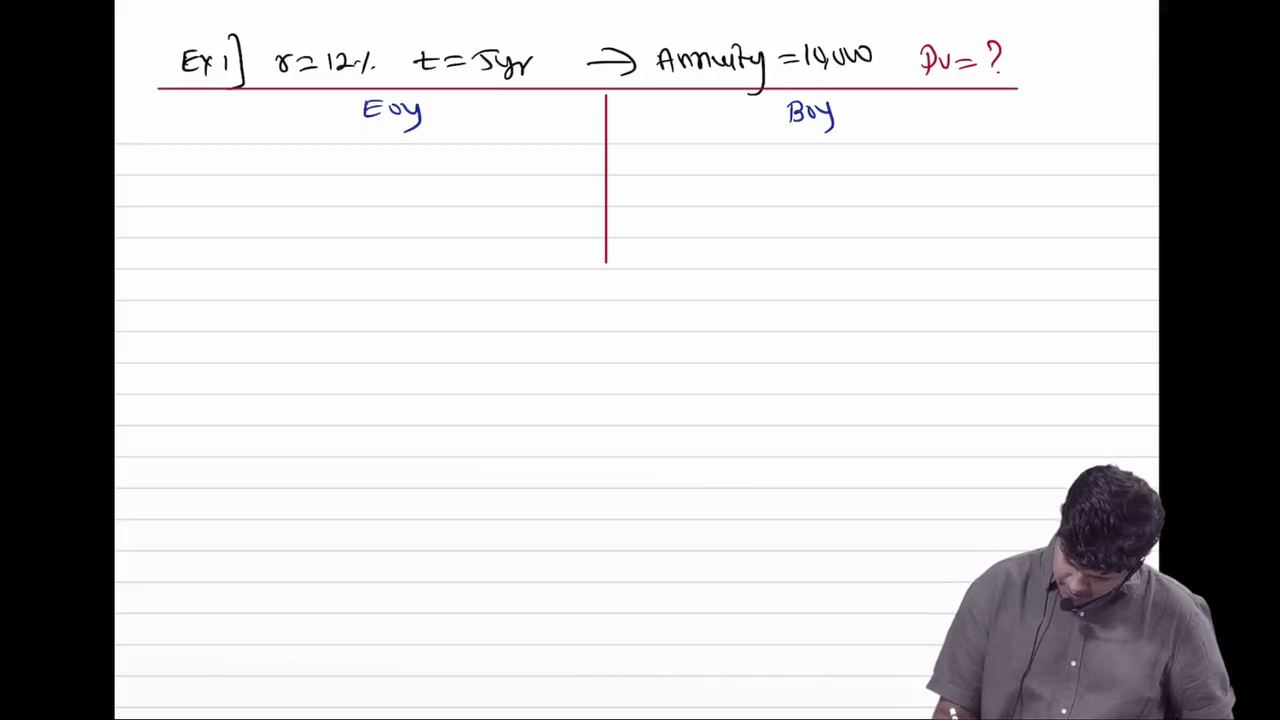 Ex 1] r = 12% t = 5yr → Annuity = 10,000 PV = ?
EOY BOY